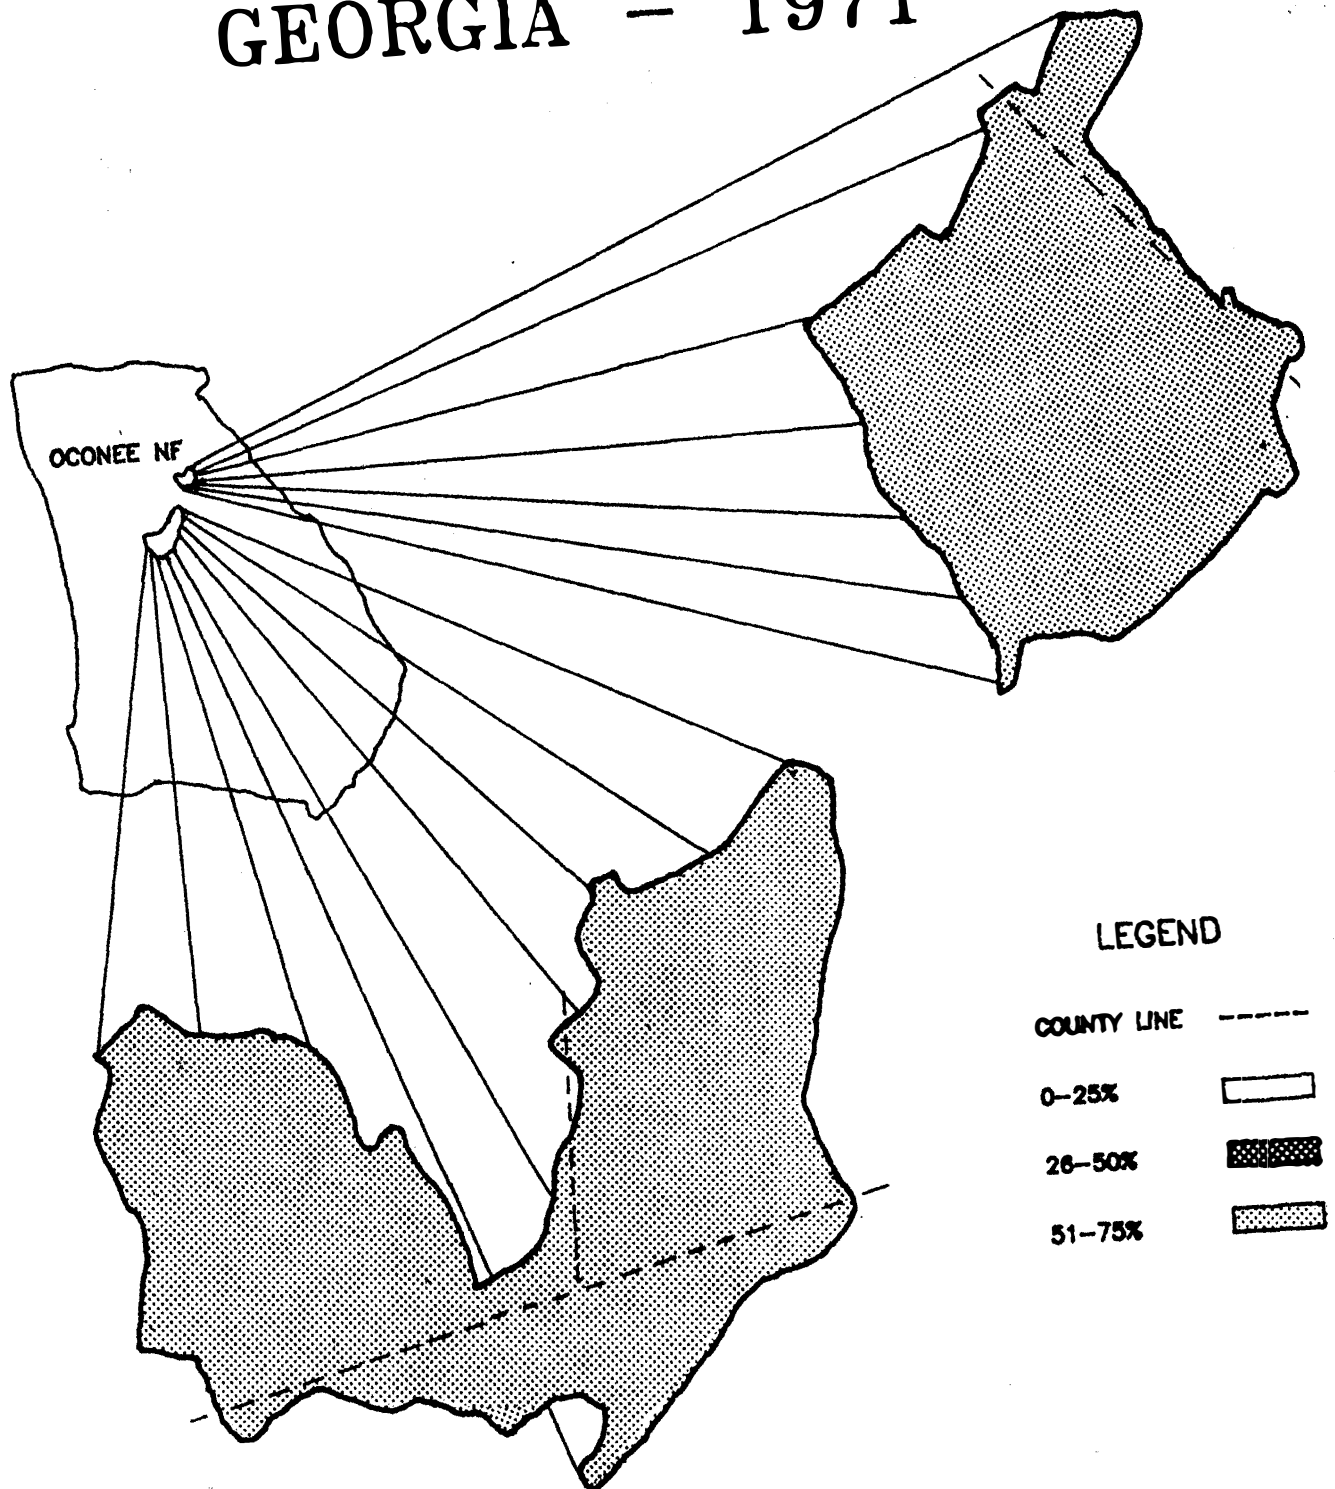 GEORGIA – 1971
OCONEE NF
LEGEND
COUNTY LINE
0-25%
26-50%
51-75%